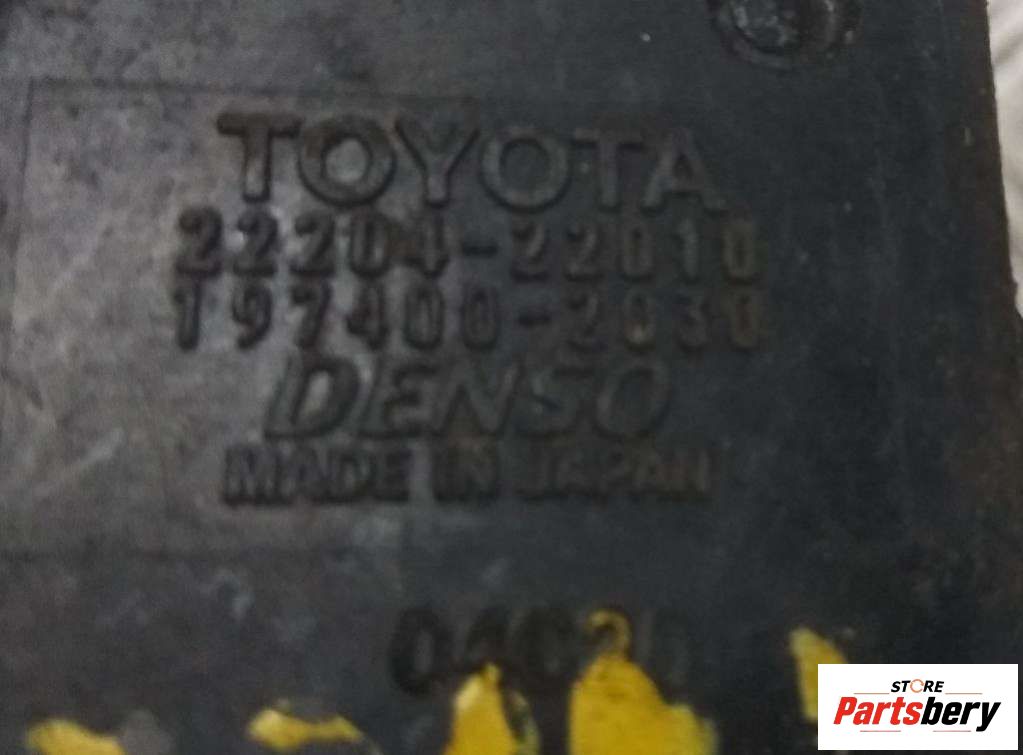 TOYOTA
22204-22010
197400-2030
DENSO
MADE IN JAPAN
STORE
Partsbery